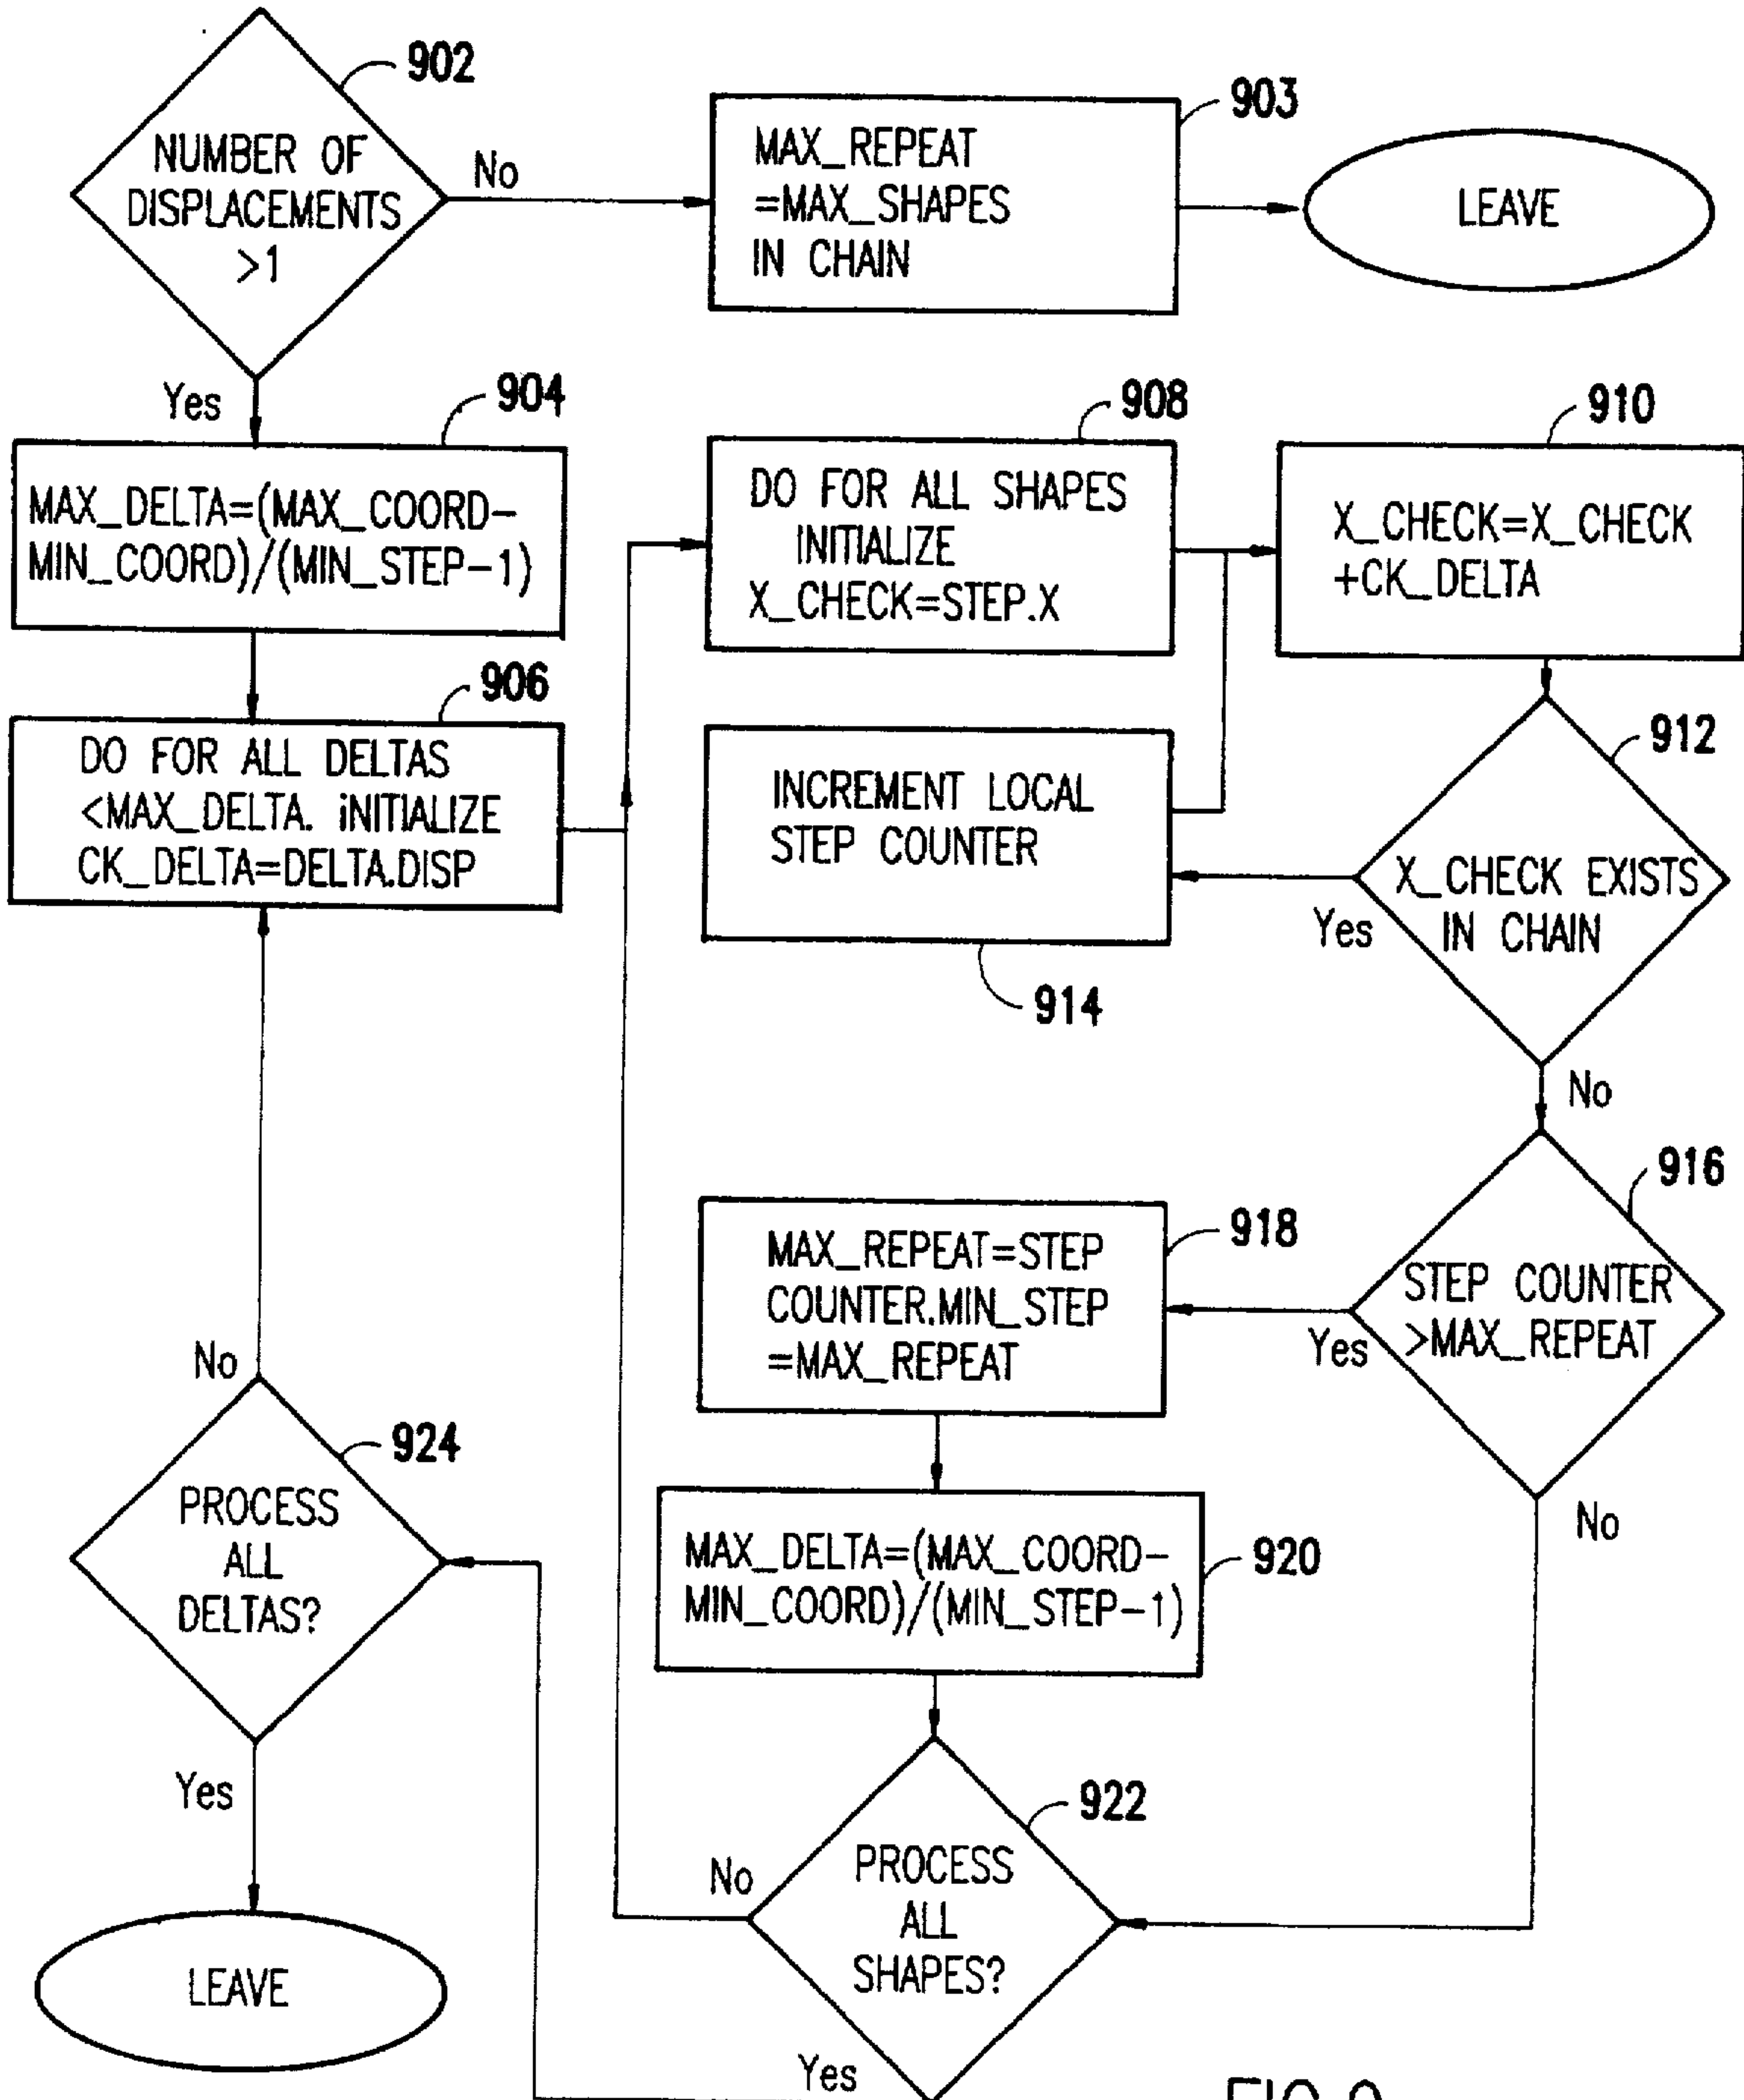 902
NUMBER OF
DISPLACEMENTS
>1
No
903
MAX_REPEAT
=MAX_SHAPES
IN CHAIN
LEAVE
Yes
904
MAX_DELTA=(MAX_COORD-
MIN_COORD)/(MIN_STEP-1)
906
DO FOR ALL DELTAS
<MAX_DELTA. iNITIALIZE
CK_DELTA=DELTA.DISP
908
DO FOR ALL SHAPES
INITIALIZE
X_CHECK=STEP.X
910
X_CHECK=X_CHECK
+CK_DELTA
912
X_CHECK EXISTS
IN CHAIN
Yes
INCREMENT LOCAL
STEP COUNTER
914
No
916
STEP COUNTER
>MAX_REPEAT
Yes
918
MAX_REPEAT=STEP
COUNTER.MIN_STEP
=MAX_REPEAT
No
920
MAX_DELTA=(MAX_COORD-
MIN_COORD)/(MIN_STEP-1)
922
PROCESS
ALL
SHAPES?
No
Yes
No
924
PROCESS
ALL
DELTAS?
Yes
LEAVE